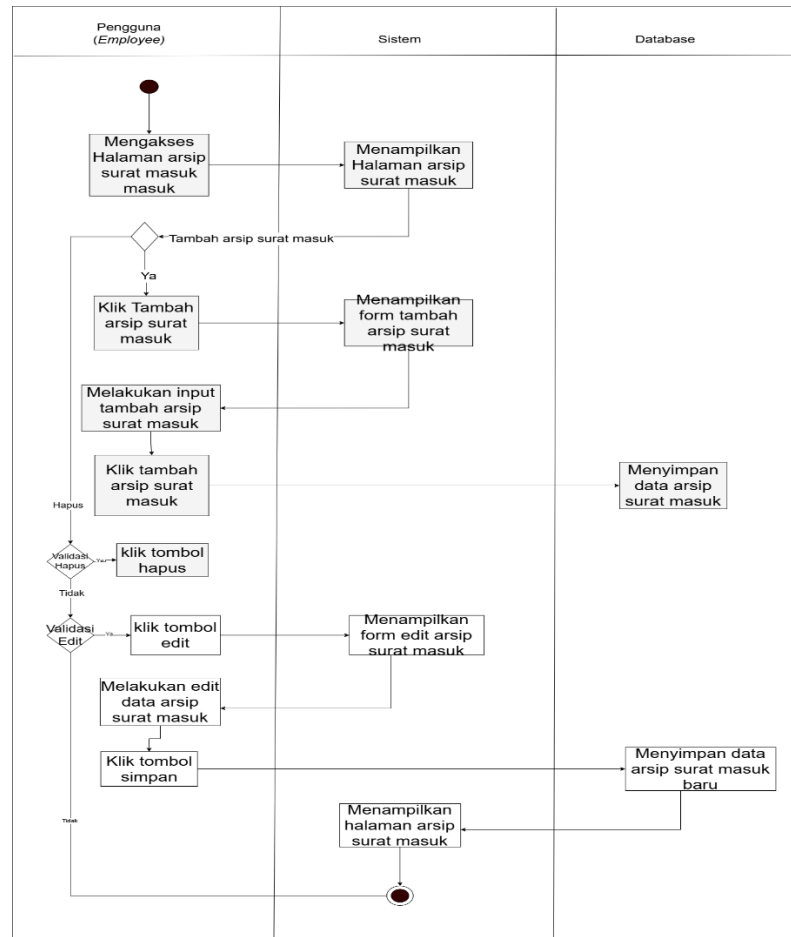 Pengguna
(Employee)
Sistem
Database
Mengakses
Halaman arsip
surat masuk
masuk
Menampilkan
Halaman arsip
surat masuk
Tambah arsip surat masuk
Ya
Klik Tambah
arsip surat
masuk
Menampilkan
form tambah
arsip surat
masuk
Melakukan input
tambah arsip
surat masuk
Klik tambah
arsip surat
masuk
Menyimpan
data arsip
surat masuk
Hapus
Validasi
Hapus
klik tombol
hapus
Tidak
Validasi
Edit
Ya
klik tombol
edit
Menampilkan
form edit arsip
surat masuk
Melakukan edit
data arsip
surat masuk
Klik tombol
simpan
Menyimpan data
arsip surat masuk
baru
Tidak
Menampilkan
halaman arsip
surat masuk